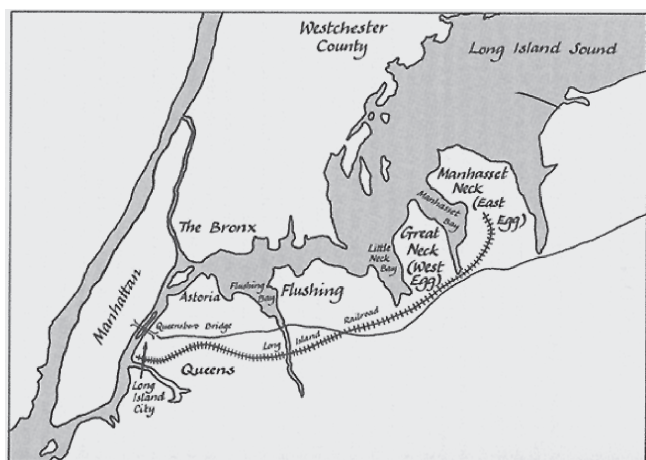 Westchester
County
Long Island Sound
Manhasset
Neck
(East
Egg)
Manhasset
Bay
The Bronx
Little
Neck
Bay
Great
Neck
(West
Egg)
Manhattan
Astoria
Flushing
Bay
Flushing
Queensboro Bridge
Long Island Railroad
Queens
Long
Island
City